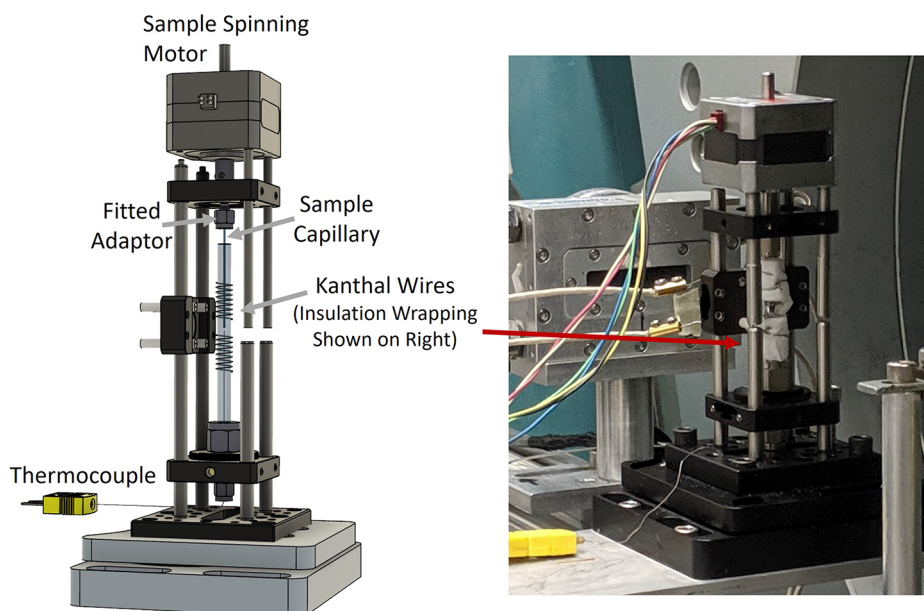 Sample Spinning
Motor
Fitted
Adaptor
Sample
Capillary
Kanthal Wires
(Insulation Wrapping
Shown on Right)
Thermocouple